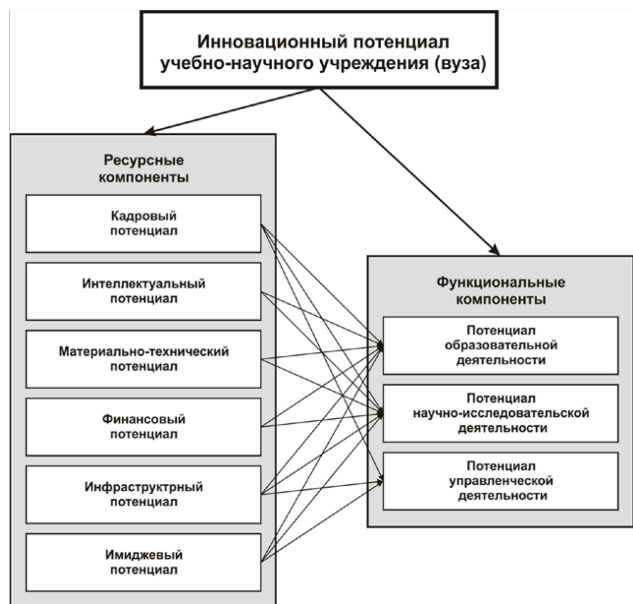 Инновационный потенциал
учебно-научного учреждения (вуза)
Ресурсные
компоненты
Кадровый
потенциал
Интеллектуальный
потенциал
Материально-технический
потенциал
Финансовый
потенциал
Инфраструктрный
потенциал
Имиджевый
потенциал
Функциональные
компоненты
Потенциал
образовательной
деятельности
Потенциал
научно-исследовательской
деятельности
Потенциал
управленческой
деятельности